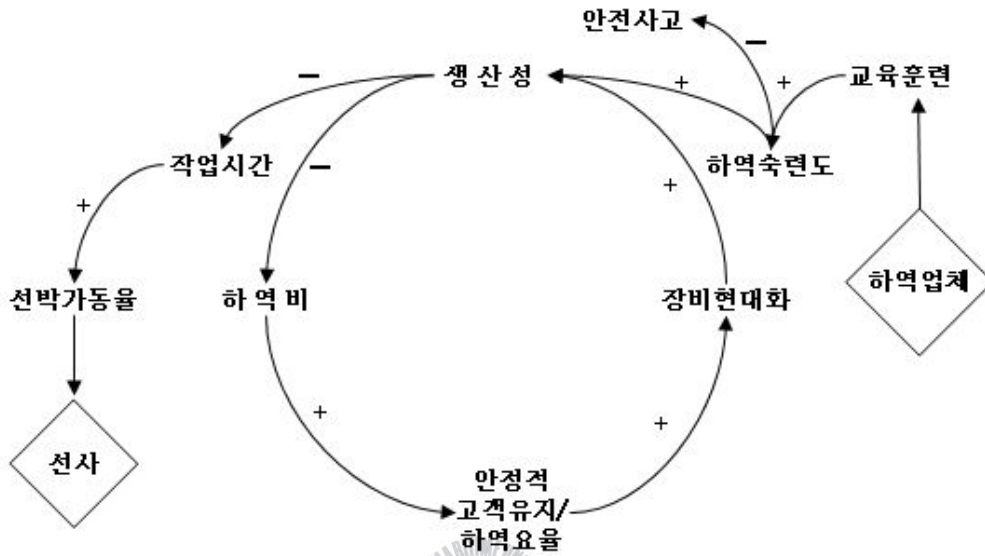 안전사고
−
생 산 성
−
+
+
교육훈련
작업시간
−
하역숙련도
+
+
선박가동율
하 역 비
장비현대화
하역업체
+
+
선사
안정적
고객유지/
하역요율